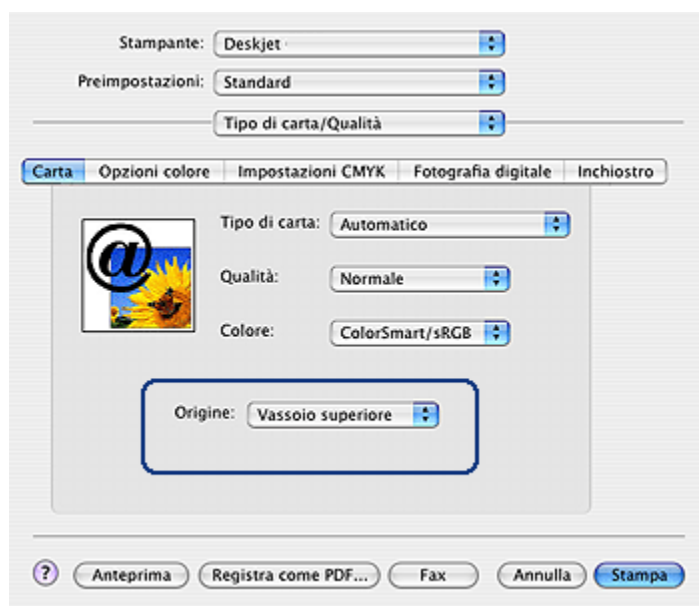 Stampante: Deskjet
Preimpostazioni: Standard
Tipo di carta/Qualità
Carta Opzioni colore Impostazioni CMYK Fotografia digitale Inchiostro
Tipo di carta: Automatico
@
Qualità: Normale
Colore: ColorSmart/sRGB
Origine: Vassoio superiore
? Anteprima Registra come PDF... Fax Annulla Stampa